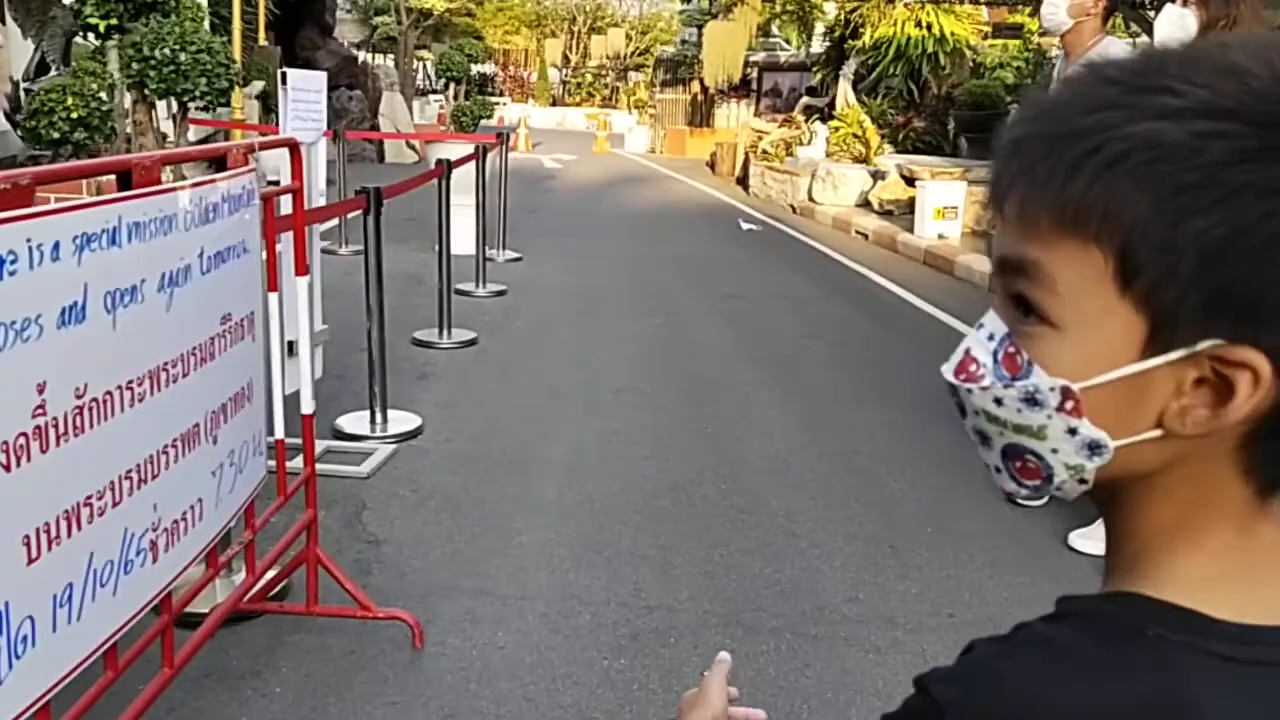 re is a special mission. Golden Mountain
oses and opens again tomorrow.
งดขึ้นสักการะพระบรมสารีริกธาตุ
บนพระบรมบรรพต (ภูเขาทอง)
ชั่วคราว 7.30 น
ปิด 19/10/65